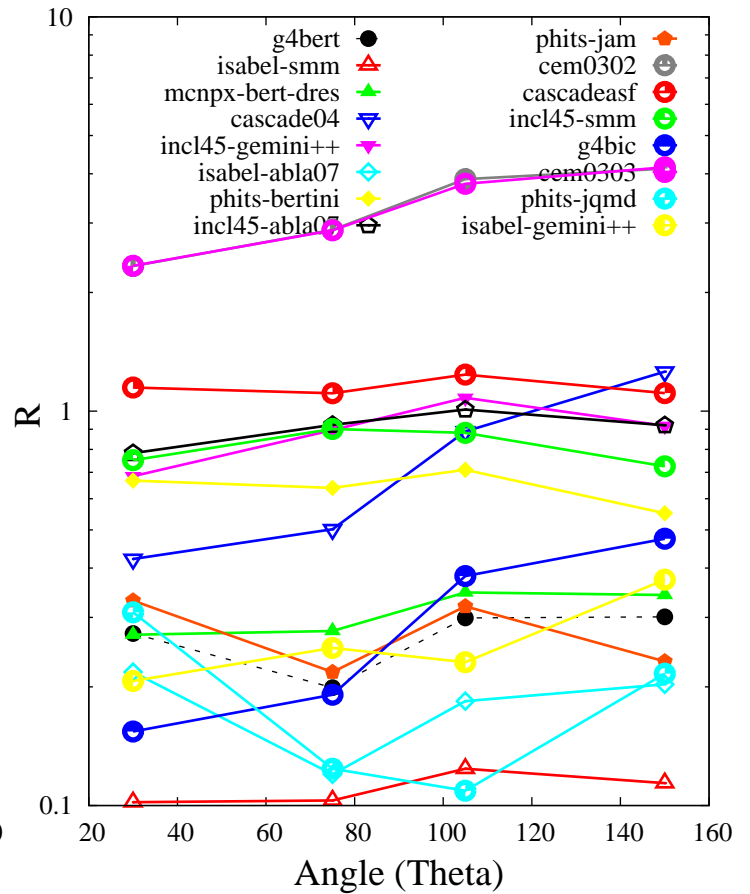 10
1
0.1
R
g4bert
isabel-smm
mcnpx-bert-dres
cascade04
incl45-gemini++
isabel-abla07
phits-bertini
incl45-abla07
phits-jam
cem0302
cascadeasf
incl45-smm
g4bic
cem0303
phits-jqmd
isabel-gemini++
0
20 40 60 80 100 120 140 160
Angle (Theta)